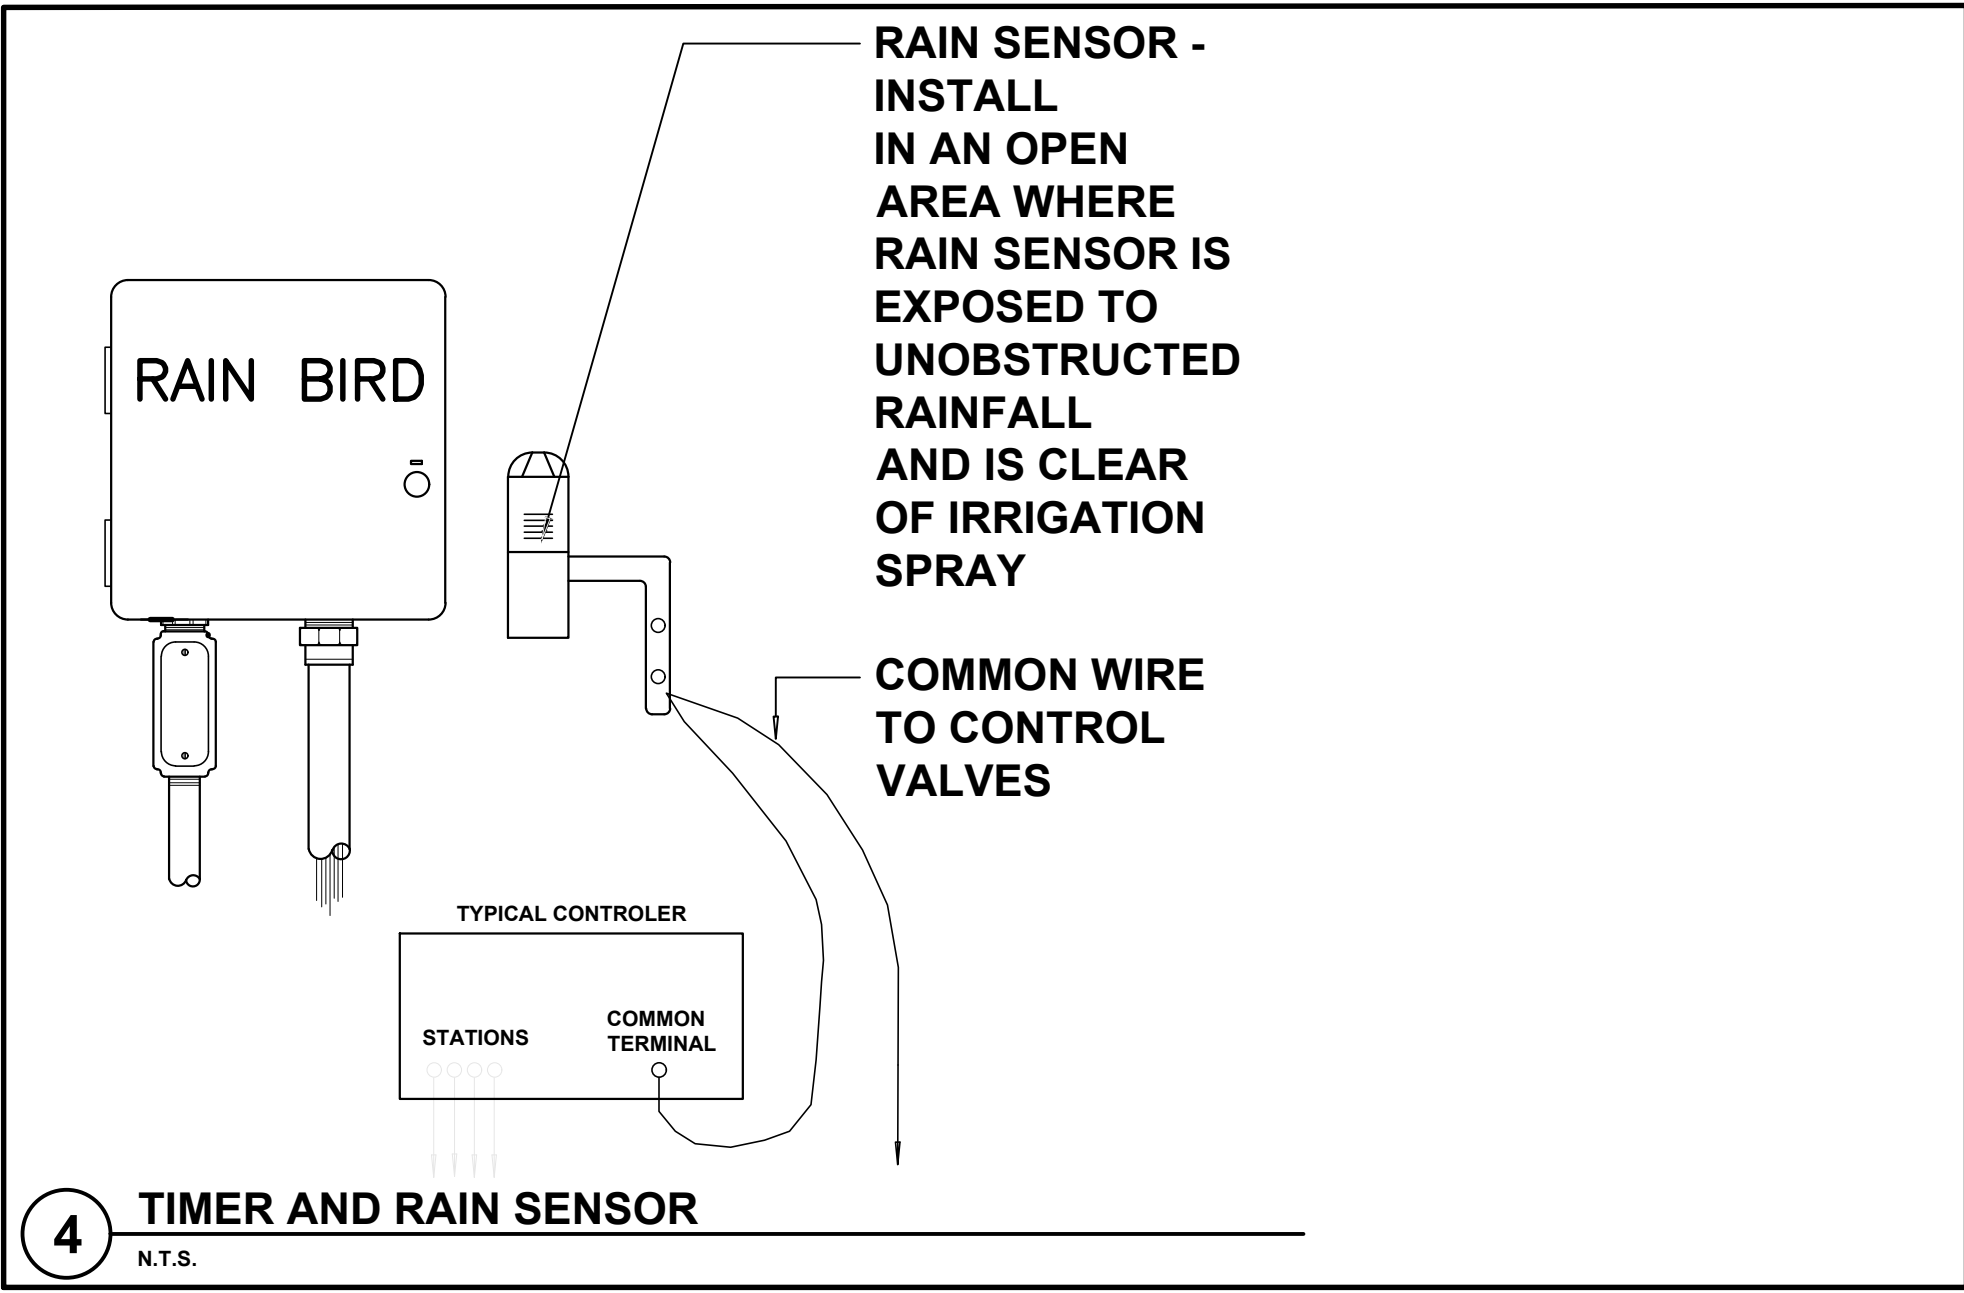 RAIN SENSOR -
INSTALL
IN AN OPEN
AREA WHERE
RAIN SENSOR IS
EXPOSED TO
UNOBSTRUCTED
RAINFALL
AND IS CLEAR
OF IRRIGATION
SPRAY
RAIN BIRD
COMMON WIRE
TO CONTROL
VALVES
TYPICAL CONTROLER
STATIONS
COMMON
TERMINAL
4
TIMER AND RAIN SENSOR
N.T.S.